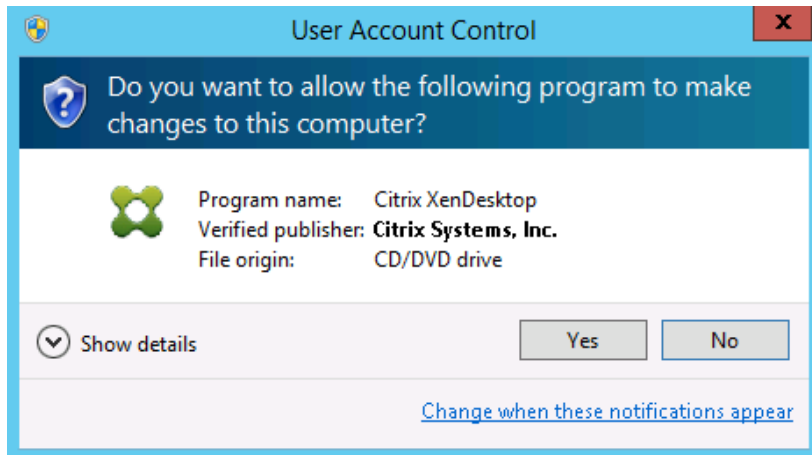 User Account Control
x
Do you want to allow the following program to make
changes to this computer?
Program name: Citrix XenDesktop
Verified publisher: Citrix Systems, Inc.
File origin: CD/DVD drive
Show details
Yes
No
Change when these notifications appear